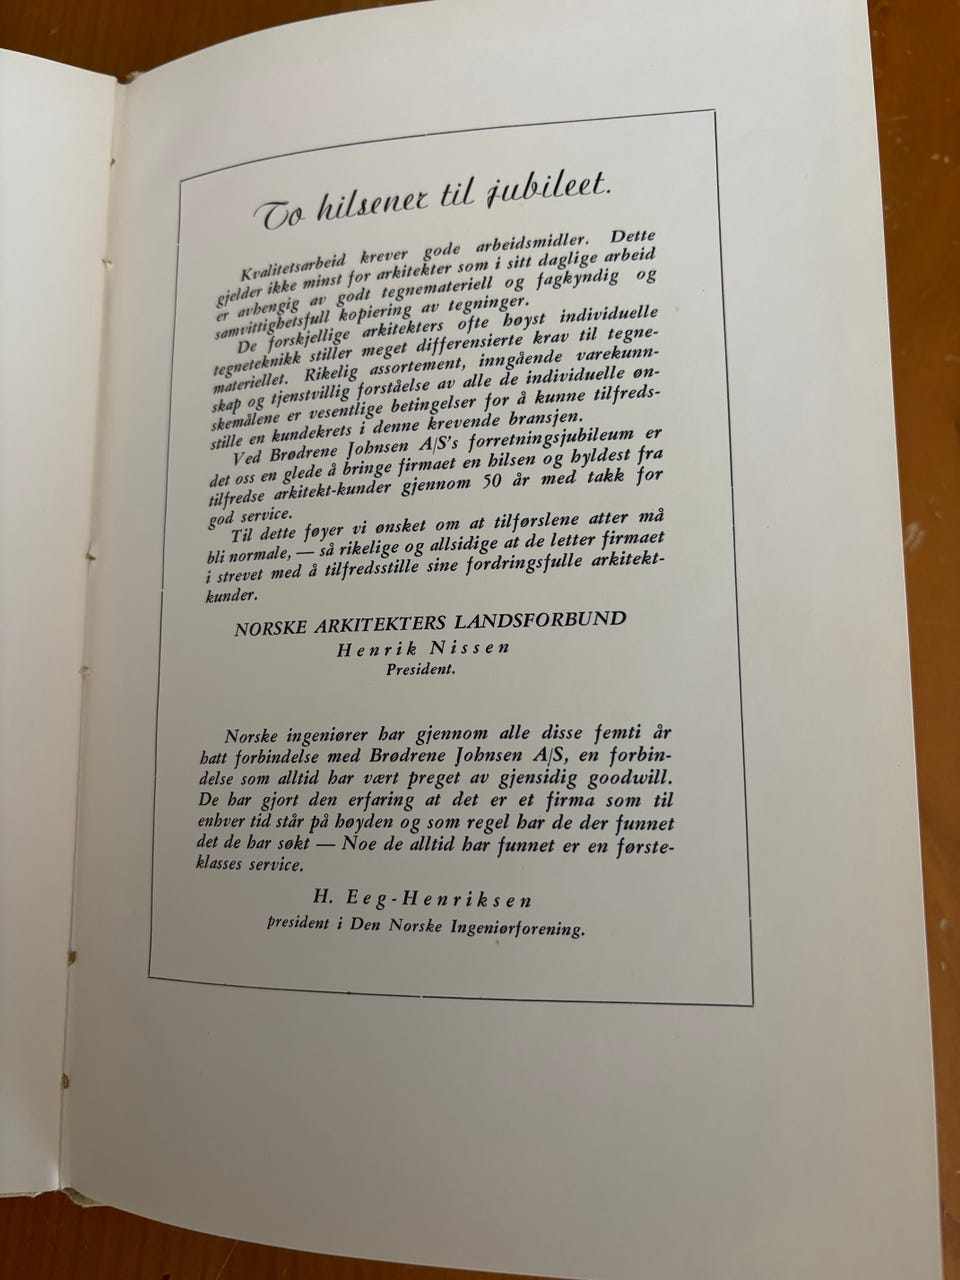 To hilsener til jubileet.
Kvalitetsarbeid krever gode arbeidsmidler. Dette
gjelder ikke minst for arkitekter som i sitt daglige arbeid
er avhengig av godt tegnemateriell og fagkyndig og
samvittighetsfull kopiering av tegninger.
De forskjellige arkitekters ofte høyst individuelle
tegneteknikk stiller meget differensierte krav til tegne-
materiellet. Rikelig assortement, inngående varekunn-
skap og tjenstvillig forståelse av alle de individuelle øn-
skemålene er vesentlige betingelser for å kunne tilfreds-
stille en kundekrets i denne krevende bransjen.
Ved Brødrene Johnsen A/S's forretningsjubileum er
det oss en glede å bringe firmaet en hilsen og hyldest fra
tilfredse arkitekt-kunder gjennom 50 år med takk for
god service.
Til dette føyer vi ønsket om at tilførslene atter må
bli normale, — så rikelige og allsidige at de letter firmaet
i strevet med å tilfredsstille sine fordringsfulle arkitekt-
kunder.
NORSKE ARKITEKTERS LANDSFORBUND
Henrik Nissen
President.
Norske ingeniører har gjennom alle disse femti år
hatt forbindelse med Brødrene Johnsen A/S, en forbin-
delse som alltid har vært preget av gjensidig goodwill.
De har gjort den erfaring at det er et firma som til
enhver tid står på høyden og som regel har de der funnet
det de har søkt — Noe de alltid har funnet er en første-
klasses service.
H. Eeg-Henriksen
president i Den Norske Ingeniørforening.